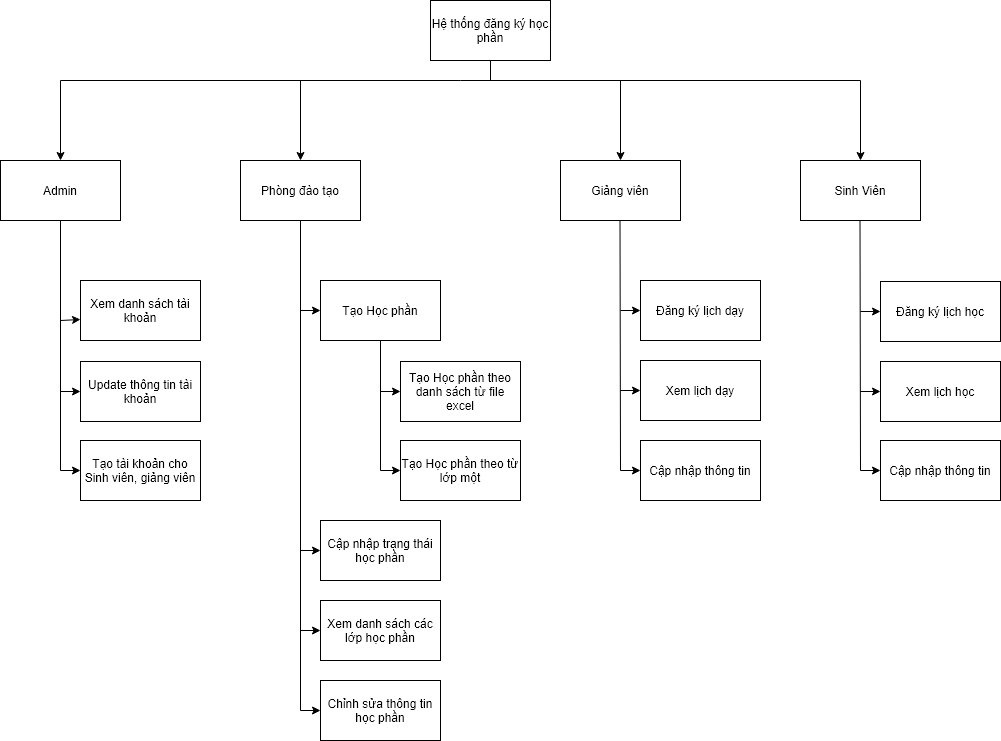 Hệ thống đăng ký học
phần
Admin
Phòng đảo tạo
Giảng viên
Sinh Viên
Xem danh sách tải
khoản
Update thông tin tải
khoản
Tạo tải khoản cho
Sinh viên, giảng viên
Tạo Học phần
Tạo Học phần theo
danh sách từ file
excel
Tạo Học phần theo từ
lớp một
Cập nhập trạng thái
học phần
Xem danh sách các
lớp học phần
Chỉnh sửa thông tin
học phần
Đăng ký lịch dạy
Xem lịch dạy
Cập nhập thông tin
Đăng ký lịch học
Xem lịch học
Cập nhập thông tin